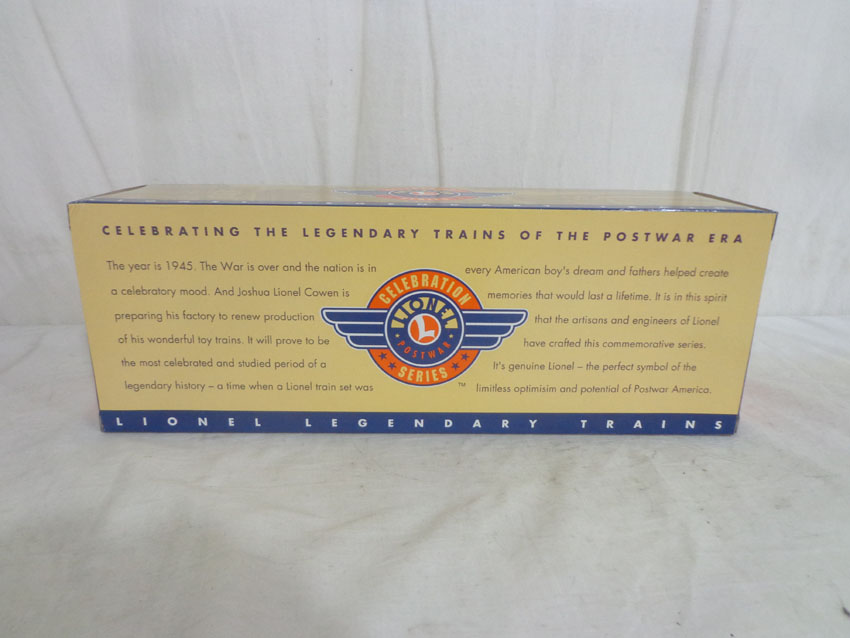 CELEBRATING THE LEGENDARY TRAINS OF THE POSTWAR ERA
The year is 1945. The War is over and the nation is in
a celebratory mood. And Joshua Lionel Cowen is
preparing his factory to renew production
of his wonderful toy trains. It will prove to be
the most celebrated and studied period of a
legendary history – a time when a Lionel train set was
CELEBRATION
LIONEL
L
POSTWAR
SERIES
TM
every American boy's dream and fathers helped create
memories that would last a lifetime. It is in this spirit
that the artisans and engineers of Lionel
have crafted this commemorative series.
It's genuine Lionel – the perfect symbol of the
limitless optimisim and potential of Postwar America.
LIONEL LEGENDARY TRAINS